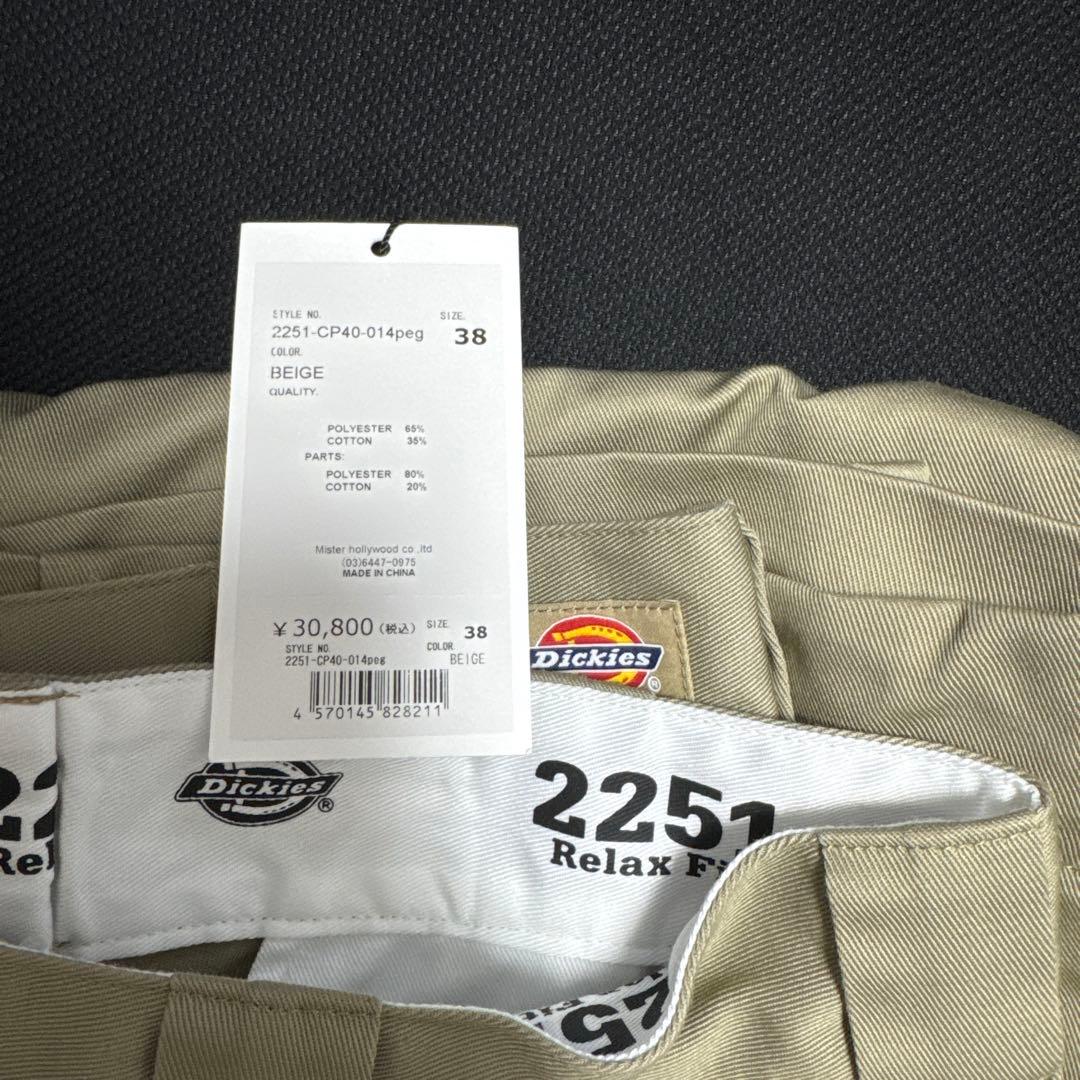 STYLE NO. SIZE.
2251-CP40-014peg 38
COLOR.
BEIGE
QUALITY.
POLYESTER 65%
COTTON 35%
PARTS:
POLYESTER 80%
COTTON 20%
Mister hollywood co.,ltd
(03)6447-0975
MADE IN CHINA
¥30,800(税込) SIZE. 38
STYLE NO. COLOR.
2251-CP40-014peg BEIGE
4 570145 828211
Dickies®
Dickies®
2251
Relax